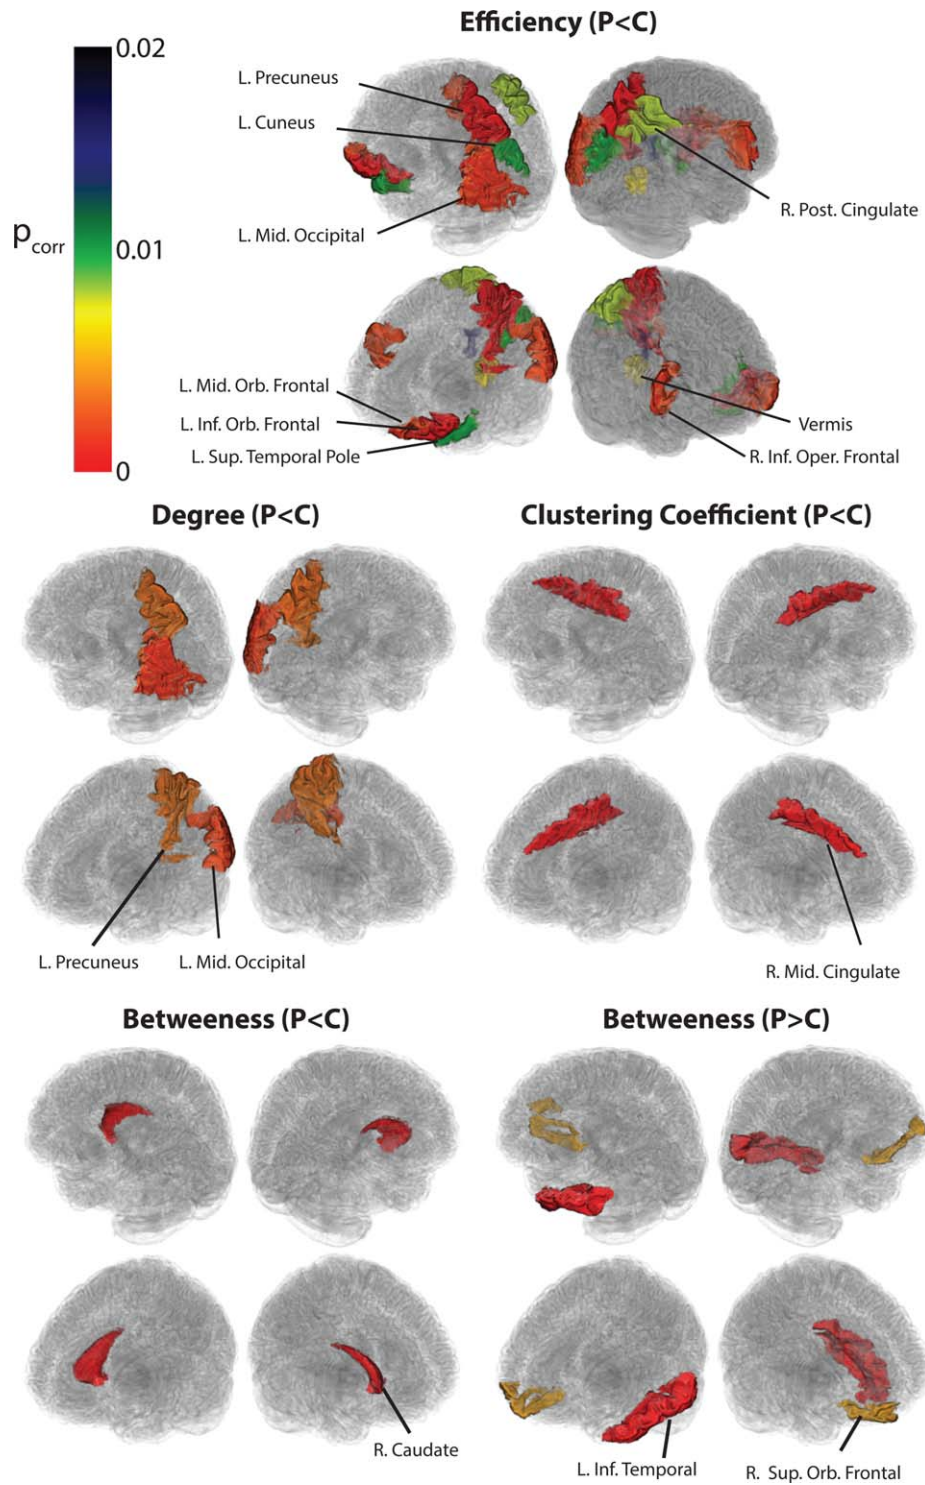 Efficiency (P<C)
0.02
L. Precuneus
L. Cuneus
R. Post. Cingulate
L. Mid. Occipital
p corr
0.01
L. Mid. Orb. Frontal
L. Inf. Orb. Frontal
Vermis
L. Sup. Temporal Pole
R. Inf. Oper. Frontal
0
Degree (P<C)
Clustering Coefficient (P<C)
L. Precuneus
L. Mid. Occipital
R. Mid. Cingulate
Betweeness (P<C)
Betweeness (P>C)
R. Caudate
L. Inf. Temporal
R. Sup. Orb. Frontal